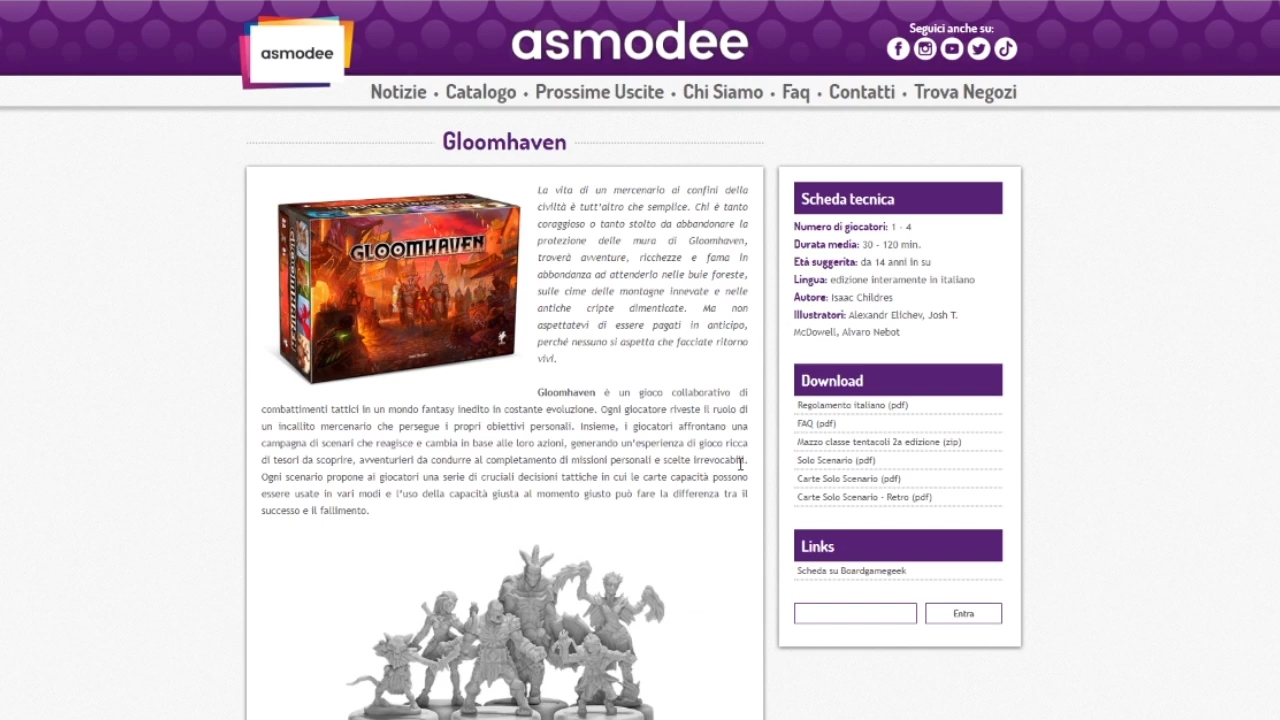 asmodee
asmodee
Seguici anche su:
Notizie • Catalogo • Prossime Uscite • Chi Siamo • Faq • Contatti • Trova Negozi
Gloomhaven
GLOOMHAVEN
La vita di un mercenario ai confini della
civiltà è tutt'altro che semplice. Chi è tanto
coraggioso o tanto stolto da abbandonare la
protezione delle mura di Gloomhaven,
troverà avventure, ricchezze e fama in
abbondanza ad attenderlo nelle buie foreste,
sulle cime delle montagne innevate e nelle
antiche cripte dimenticate. Ma non
aspettatevi di essere pagati in anticipo,
perché nessuno si aspetta che facciate ritorno
vivi.
Gloomhaven è un gioco collaborativo di
combattimenti tattici in un mondo fantasy inedito in costante evoluzione. Ogni giocatore riveste il ruolo di
un incallito mercenario che persegue i propri obiettivi personali. Insieme, i giocatori affrontano una
campagna di scenari che reagisce e cambia in base alle loro azioni, generando un'esperienza di gioco ricca
di tesori da scoprire, avventurieri da condurre al completamento di missioni personali e scelte irrevocabili.
Ogni scenario propone ai giocatori una serie di cruciali decisioni tattiche in cui le carte capacità possono
essere usate in vari modi e l'uso della capacità giusta al momento giusto può fare la differenza tra il
successo e il fallimento.
Scheda tecnica
Numero di giocatori: 1 - 4
Durata media: 30 - 120 min.
Etá suggerita: da 14 anni in su
Lingua: edizione interamente in italiano
Autore: Isaac Childres
Illustratori: Alexandr Elichev, Josh T.
McDowell, Alvaro Nebot
Download
Regolamento italiano (pdf)
FAQ (pdf)
Mazzo classe tentacoli 2a edizione (zip)
Solo Scenario (pdf)
Carte Solo Scenario (pdf)
Carte Solo Scenario - Retro (pdf)
Links
Scheda su Boardgamegeek
Entra